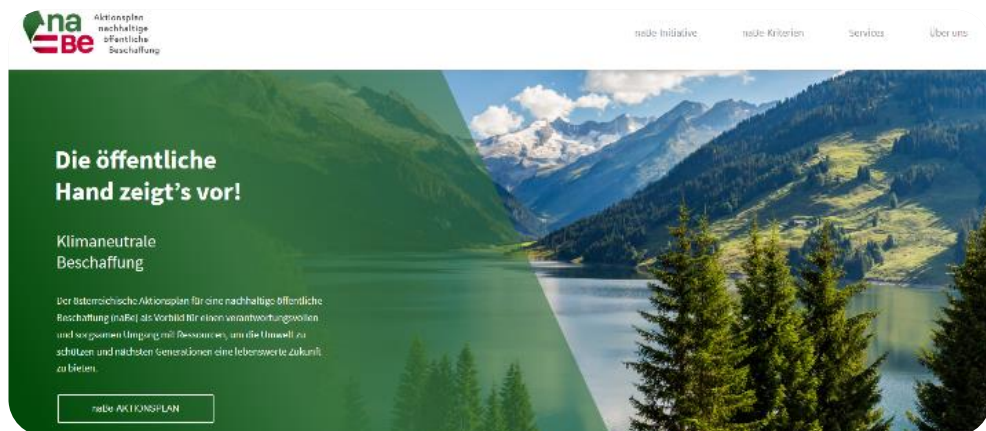 naBe
Aktionsplan
nachhaltige
öffentliche
Beschaffung
naBe-Initiative
naBe-Kriterien
Services
Über uns
Die öffentliche
Hand zeigt’s vor!
Klimaneutrale
Beschaffung
Der österreichische Aktionsplan für eine nachhaltige öffentliche
Beschaffung (naBe) als Vorbild für einen verantwortungsvollen
und sorgsamen Umgang mit Ressourcen, um die Umwelt zu
schützen und nächsten Generationen eine lebenswerte Zukunft
zu bieten.
naBe-AKTIONSPLAN